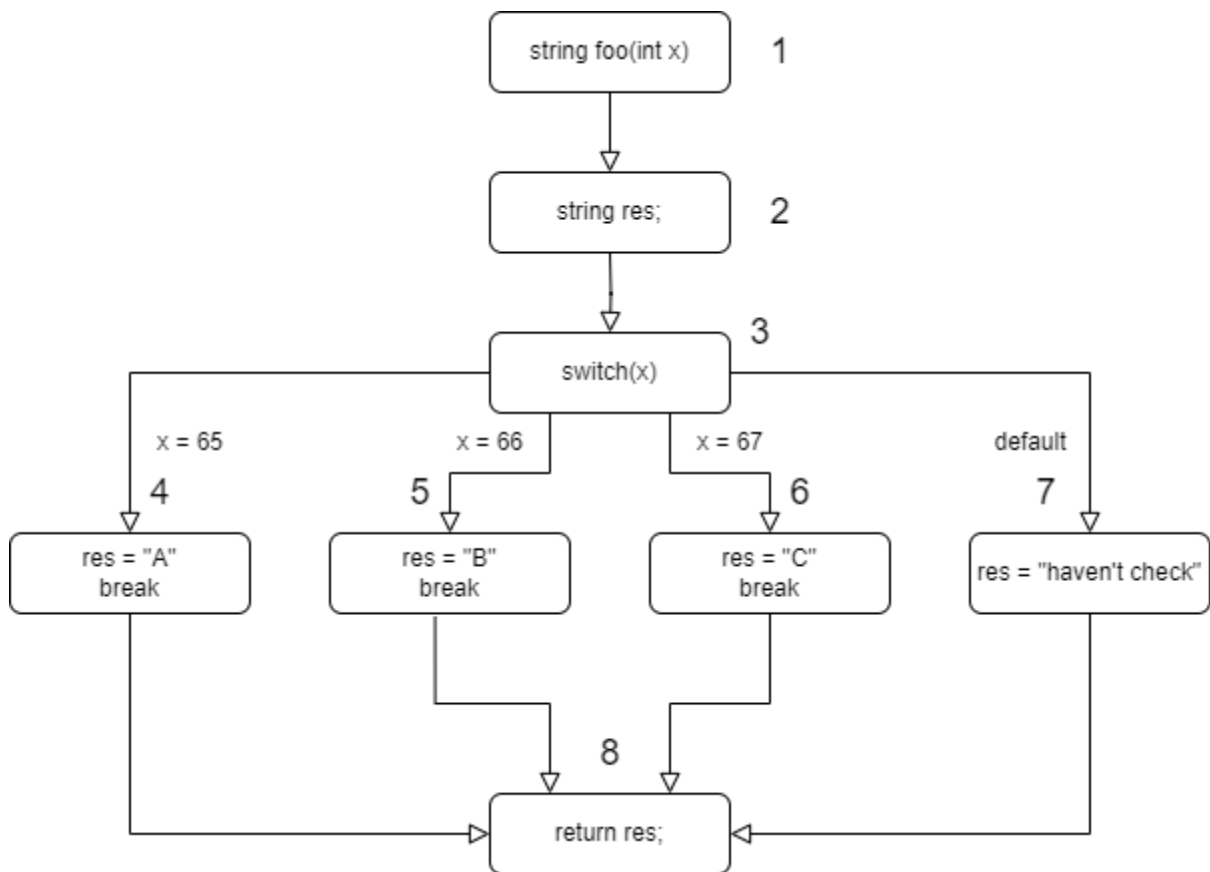 string foo(int x)
1
string res;
2
3
switch(x)
x = 65
x = 66
x = 67
default
4
5
6
7
res = "A"
break
res = "B"
break
res = "C"
break
res = "haven't check"
8
return res;